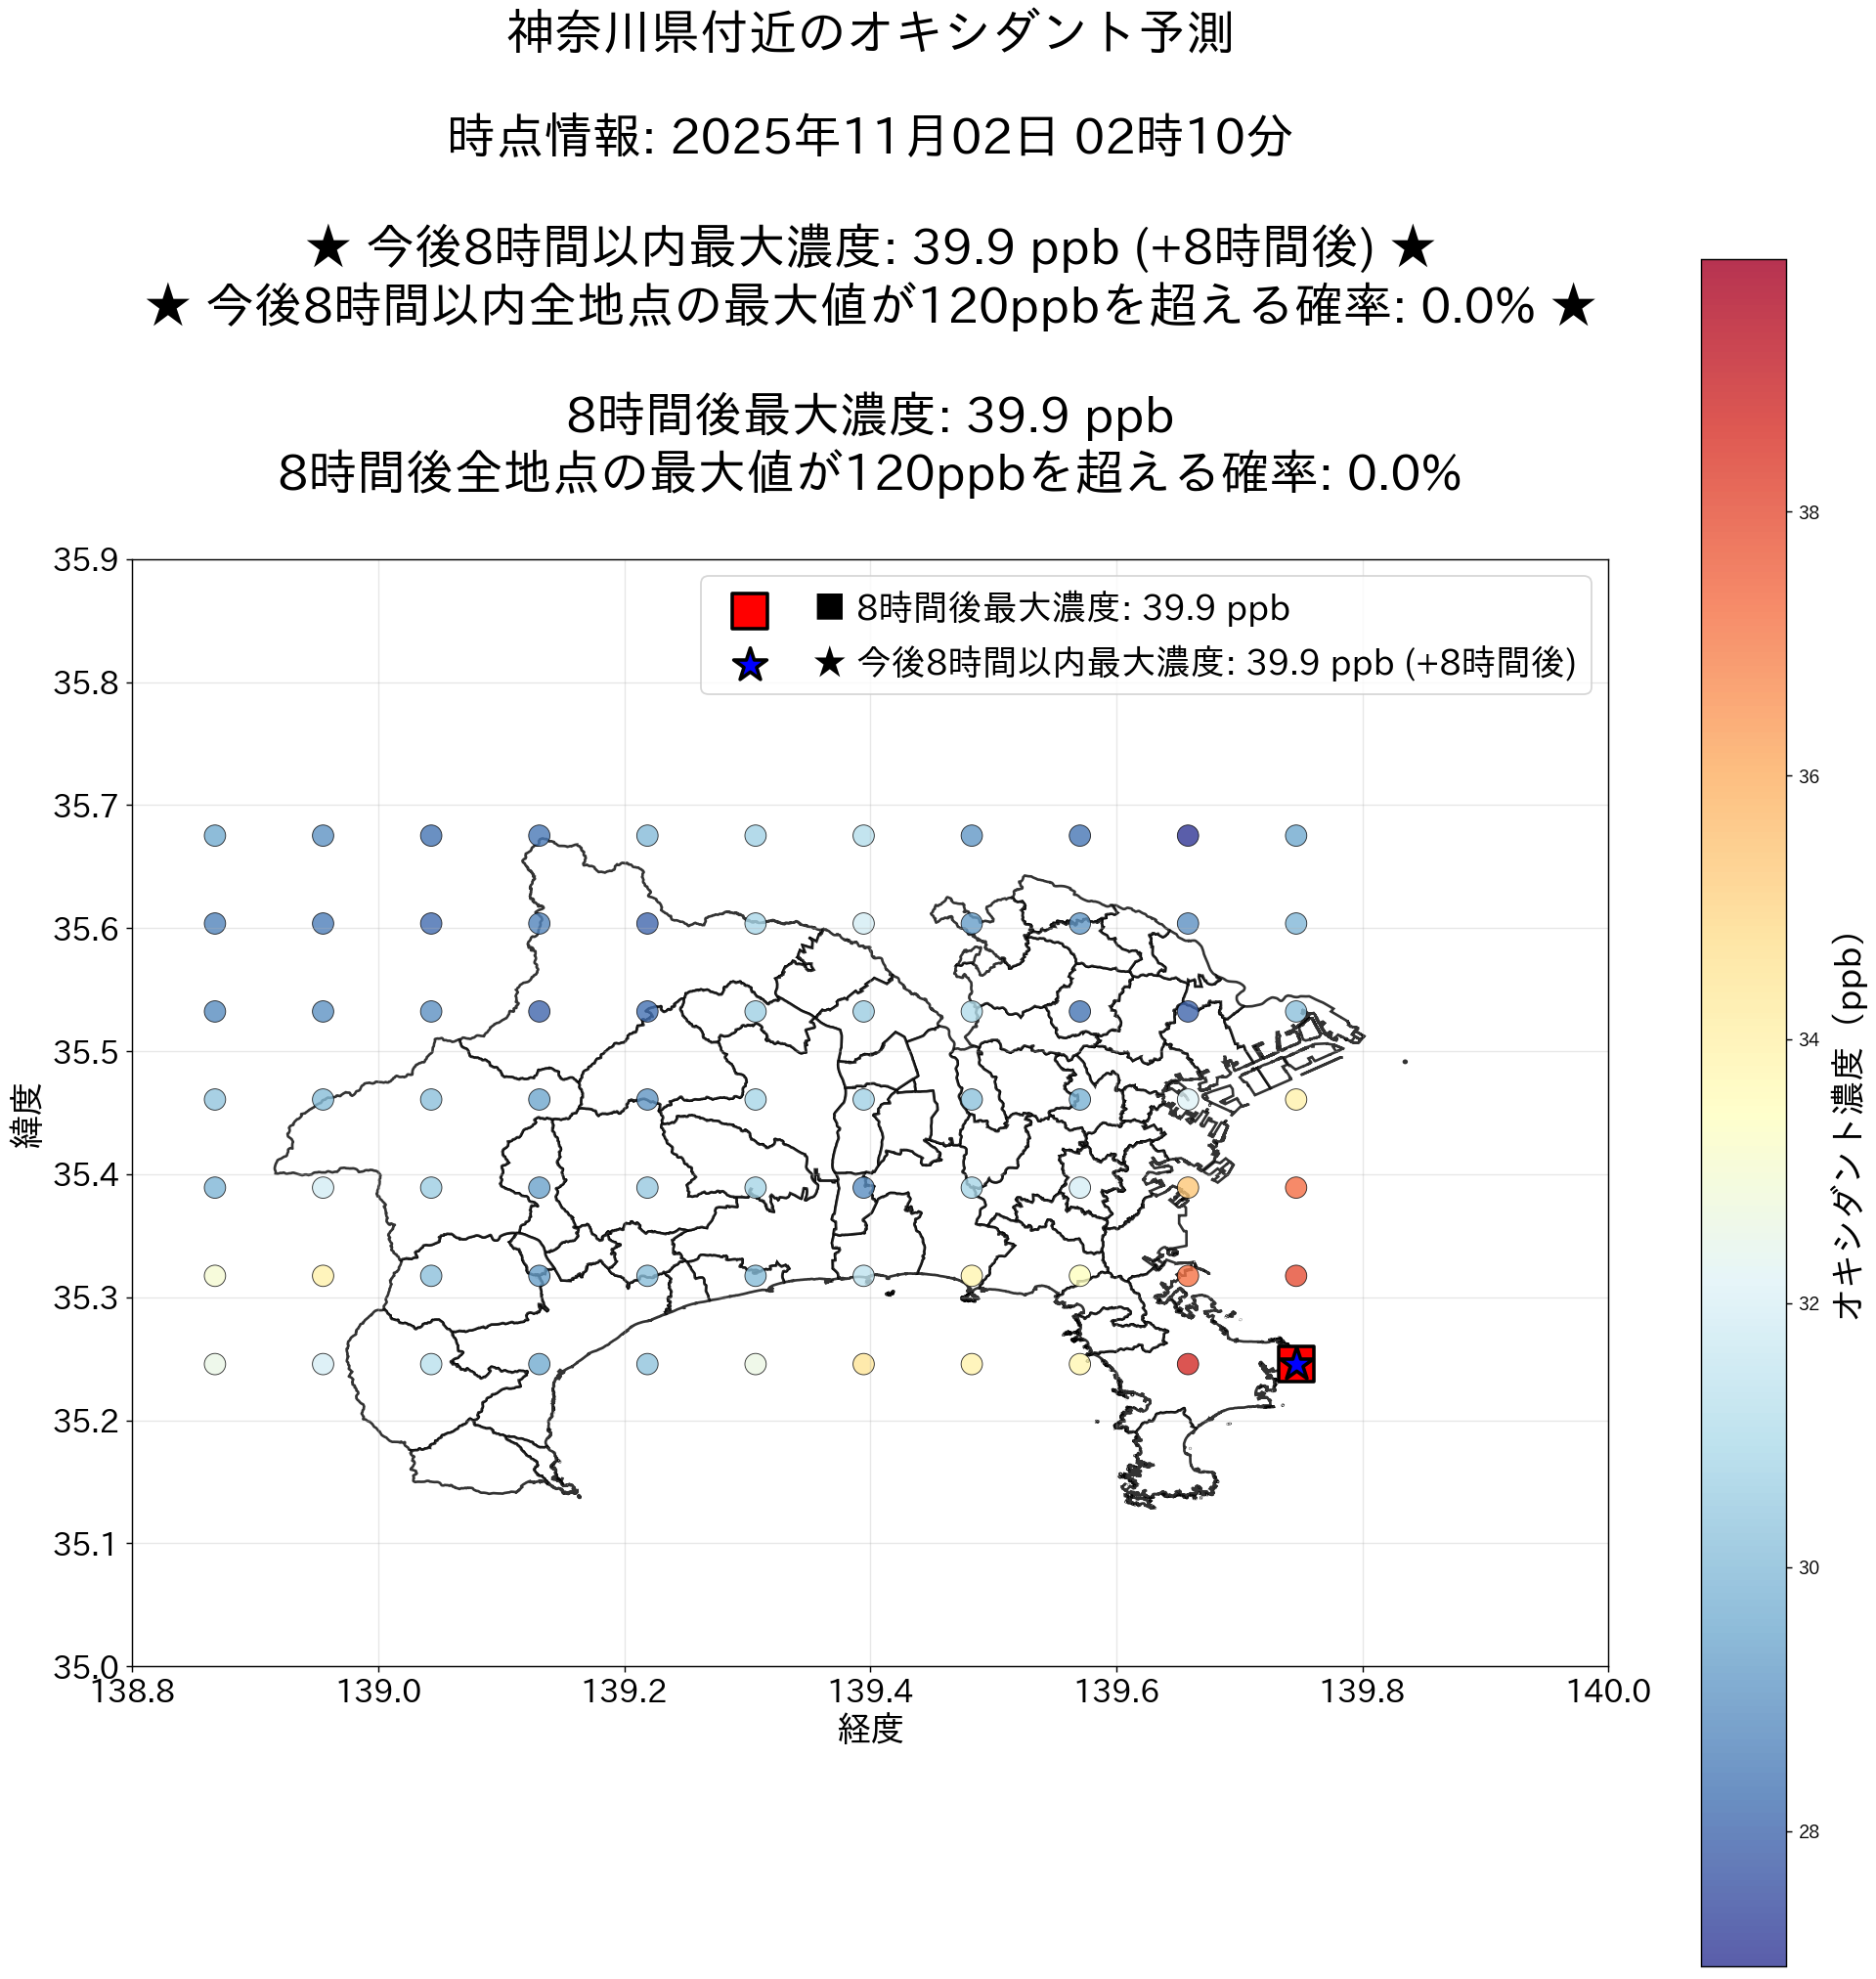 神奈川県付近のオキシダント予測
時点情報: 2025年11月02日 02時10分
★ 今後8時間以内最大濃度: 39.9 ppb (+8時間後) ★
★ 今後8時間以内全地点の最大値が120ppbを超える確率: 0.0% ★
8時間後最大濃度: 39.9 ppb
8時間後全地点の最大値が120ppbを超える確率: 0.0%
■ 8時間後最大濃度: 39.9 ppb
★ 今後8時間以内最大濃度: 39.9 ppb (+8時間後)
35.9
35.8
35.7
35.6
35.5
35.4
35.3
35.2
35.1
35.0
緯度
138.8
139.0
139.2
139.4
139.6
139.8
140.0
経度
38
36
34
32
30
28
オキシダント濃度（ppb）